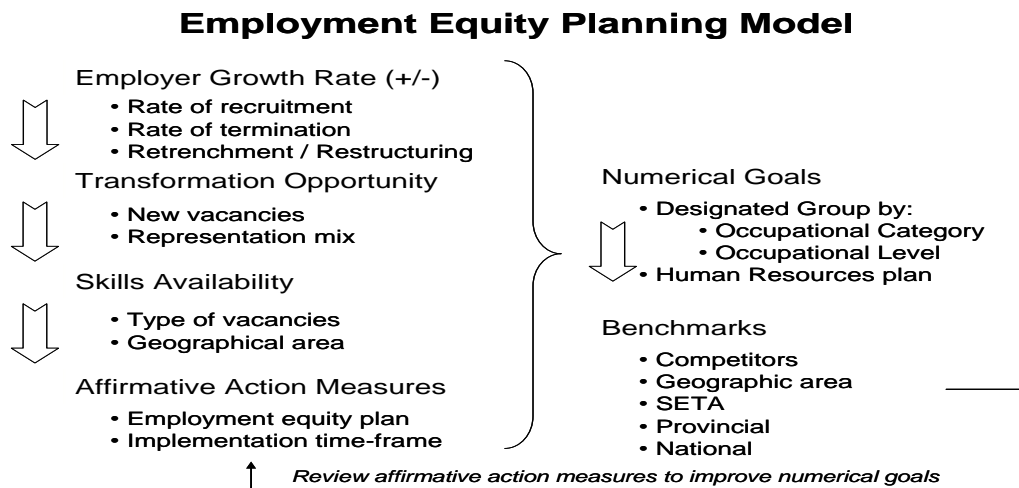 Employment Equity Planning Model
Employer Growth Rate (+/-)
• Rate of recruitment
• Rate of termination
• Retrenchment / Restructuring
Transformation Opportunity
• New vacancies
• Representation mix
Skills Availability
• Type of vacancies
• Geographical area
Affirmative Action Measures
• Employment equity plan
• Implementation time-frame
Numerical Goals
• Designated Group by:
• Occupational Category
• Occupational Level
• Human Resources plan
Benchmarks
• Competitors
• Geographic area
• SETA
• Provincial
• National
Review affirmative action measures to improve numerical goals